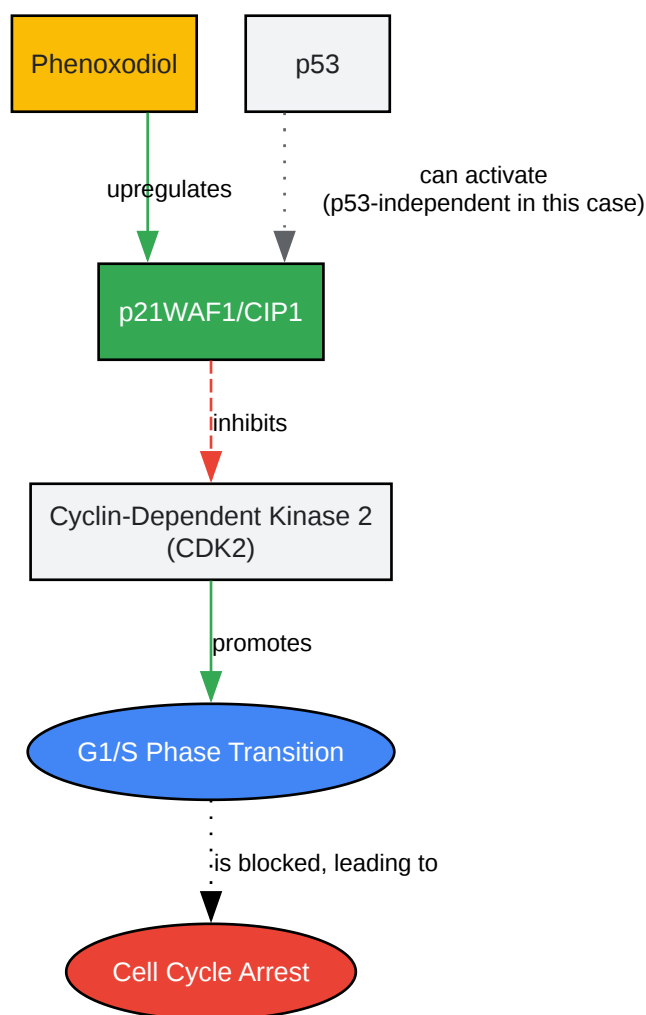 Phenoxodiol
p53
upregulates
can activate
(p53-independent in this case)
p21WAF1/CIP1
inhibits
Cyclin-Dependent Kinase 2
(CDK2)
promotes
G1/S Phase Transition
is blocked, leading to
Cell Cycle Arrest